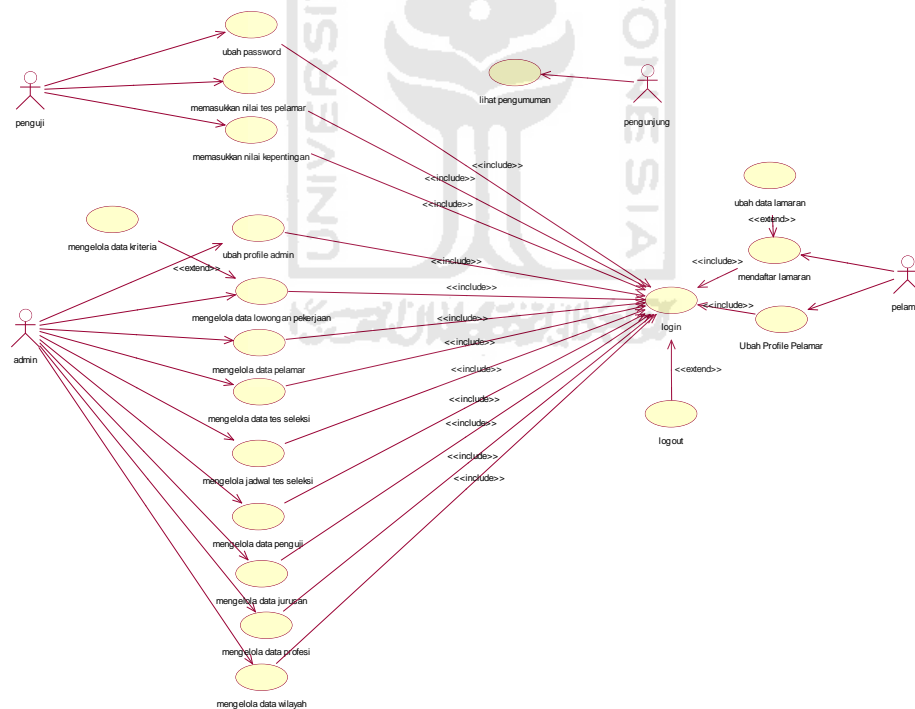 ubah password
penguji
memasukkan nilai tes pelamar
memasukkan nilai kepentingan
lihat pengumuman
pengunjung
<<include>>
<<include>>
<<include>>
ubah data lamaran
<<extend>>
mendaftar lamaran
<<include>>
pelam
<<include>>
Ubah Profile Pelamar
login
<<extend>>
logout
mengelola data kriteria
<<extend>>
ubah profile admin
<<include>>
mengelola data lowongan pekerjaan
<<include>>
admin
mengelola data pelamar
<<include>>
mengelola data tes seleksi
<<include>>
mengelola jadwal tes seleksi
<<include>>
mengelola data penguji
<<include>>
mengelola data jurusan
<<include>>
mengelola data profesi
<<include>>
mengelola data wilayah
<<include>>
UNIVERSI
ONESIA